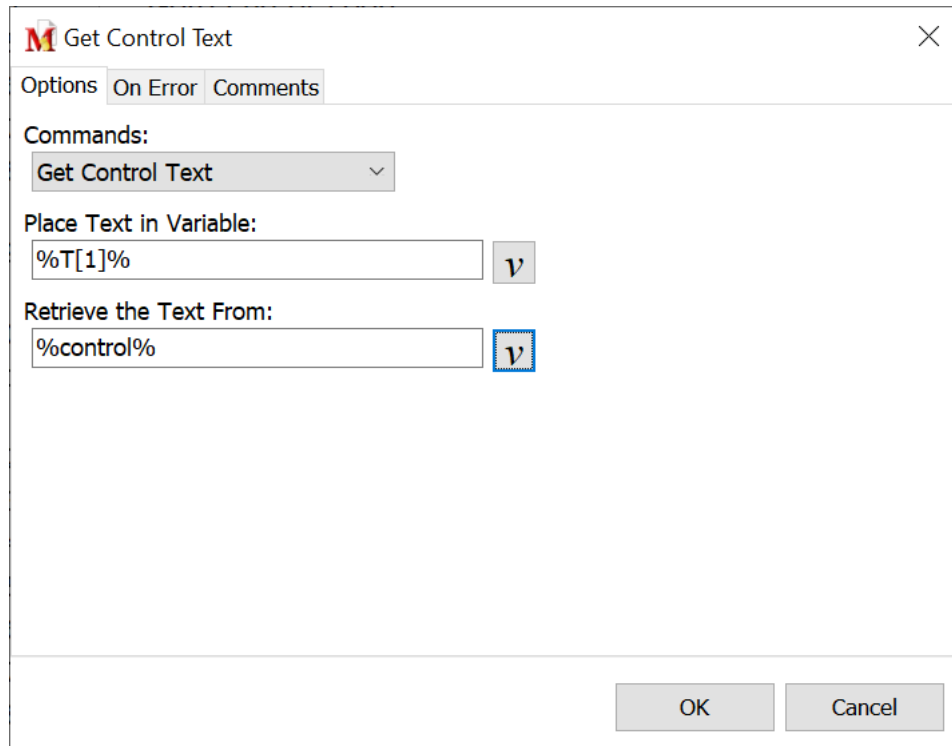 Get Control Text
Options On Error Comments
Commands:
Get Control Text
Place Text in Variable:
%T[1]%
v
Retrieve the Text From:
%control%
v
OK Cancel